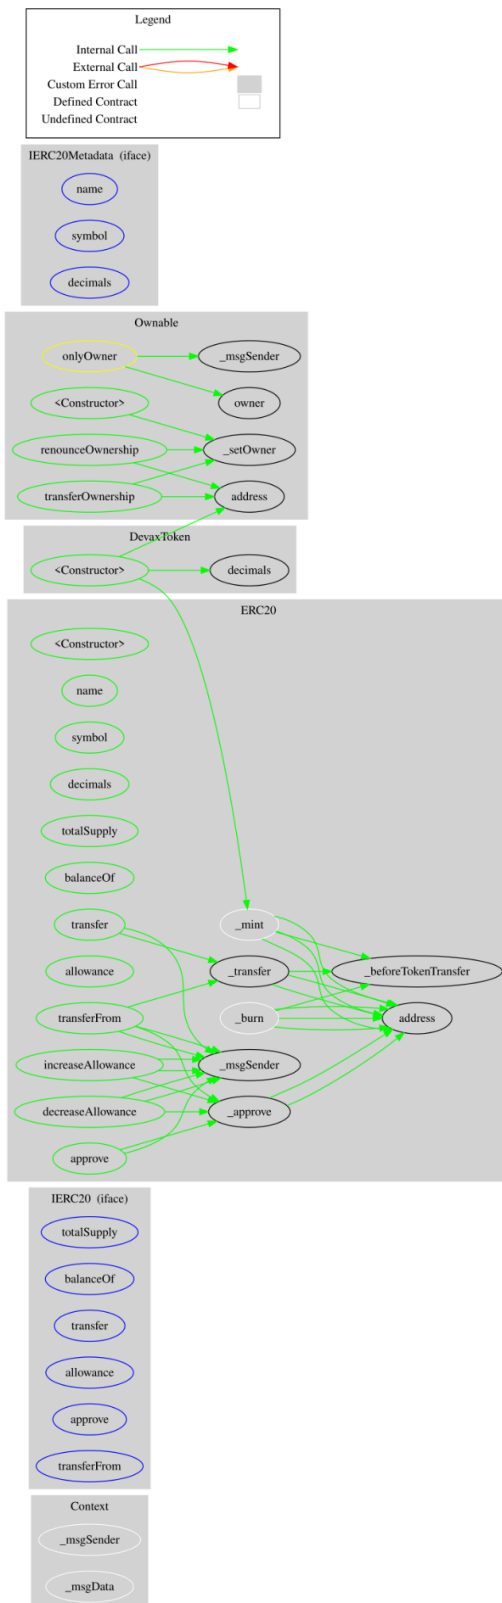 Legend
Internal Call
External Call
Custom Error Call
Defined Contract
Undefined Contract
IERC20Metadata (iface)
name
symbol
decimals
Ownable
onlyOwner
_msgSender
<Constructor>
owner
renounceOwnership
_setOwner
transferOwnership
address
DevaxToken
<Constructor>
decimals
ERC20
<Constructor>
name
symbol
decimals
totalSupply
balanceOf
transfer
_mint
allowance
_transfer
_beforeTokenTransfer
transferFrom
_burn
address
increaseAllowance
_msgSender
decreaseAllowance
_approve
approve
IERC20 (iface)
totalSupply
balanceOf
transfer
allowance
approve
transferFrom
Context
_msgSender
_msgData